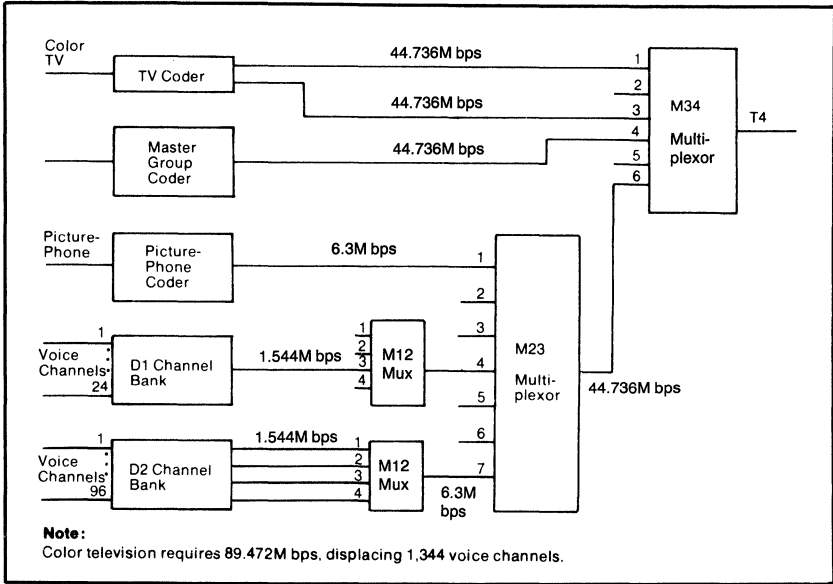 Color
TV
TV Coder
44.736M bps
44.736M bps
1
2
3
4
5
6
M34
Multi-
plexor
T4
Master
Group
Coder
44.736M bps
Picture-
Phone
Picture-
Phone
Coder
6.3M bps
1
2
3
4
5
6
7
M23
Multi-
plexor
44.736M bps
1
Voice
Channels
24
D1 Channel
Bank
1.544M bps
1
2
3
4
M12
Mux
1
Voice
Channels
96
D2 Channel
Bank
1.544M bps
1
2
3
4
M12
Mux
6.3M
bps
Note:
Color television requires 89.472M bps, displacing 1,344 voice channels.